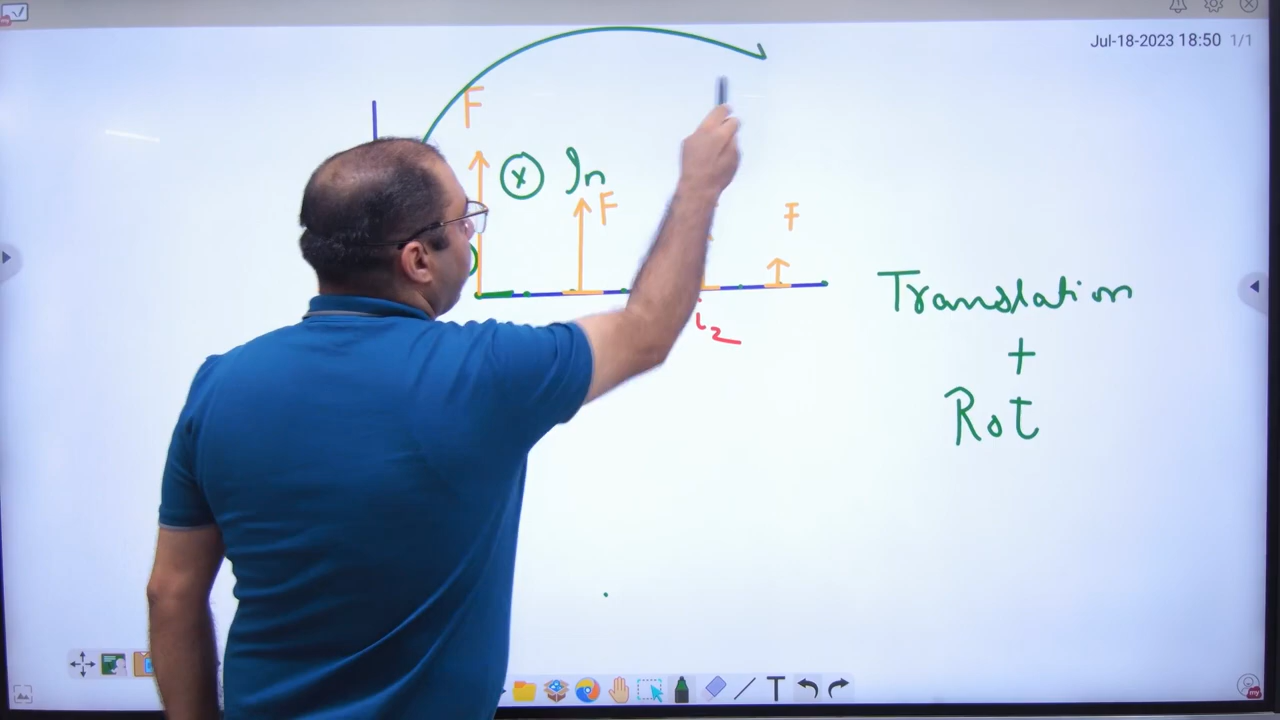 Jul-18-2023 18:50 1/1
F
In
F
F
i2
Translation
+
Rot
T